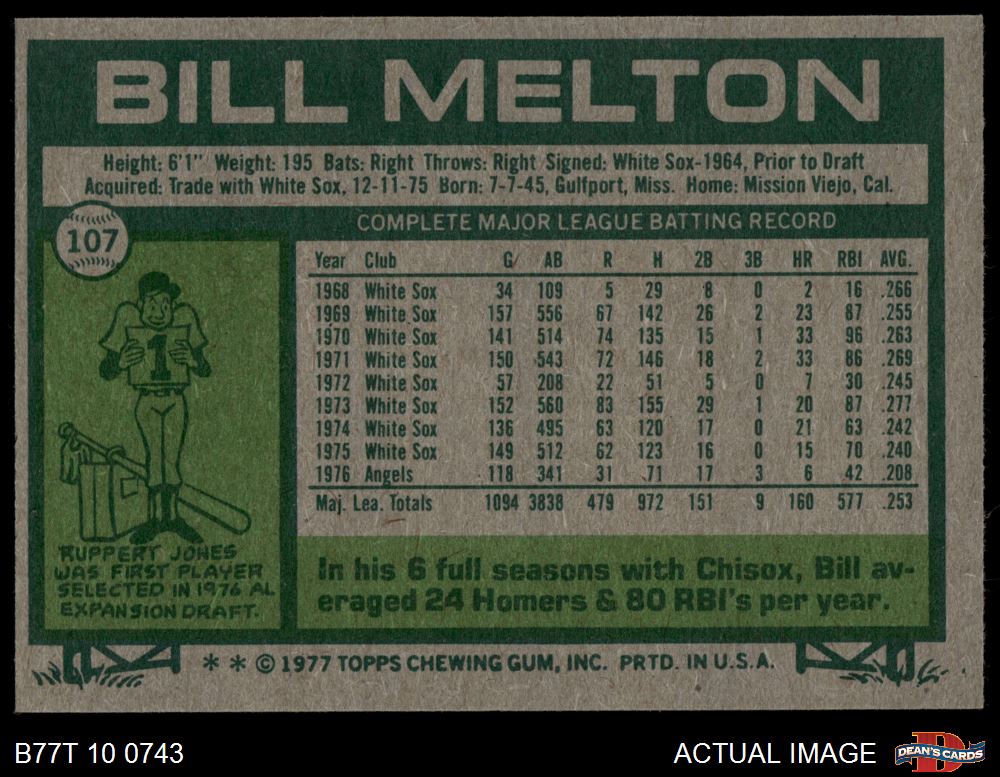 BILL MELTON
Height: 6'1" Weight: 195 Bats: Right Throws: Right Signed: White Sox-1964, Prior to Draft
Acquired: Trade with White Sox, 12-11-75 Born: 7-7-45, Gulfport, Miss. Home: Mission Viejo, Cal.
107
COMPLETE MAJOR LEAGUE BATTING RECORD
Year Club G AB R H 2B 3B HR RBI AVG.
1968 White Sox 34 109 5 29 8 0 2 16 .266
1969 White Sox 157 556 67 142 26 2 23 87 .255
1970 White Sox 141 514 74 135 15 1 33 96 .263
1971 White Sox 150 543 72 146 18 2 33 86 .269
1972 White Sox 57 208 22 51 5 0 7 30 .245
1973 White Sox 152 560 83 155 29 1 20 87 .277
1974 White Sox 136 495 63 120 17 0 21 63 .242
1975 White Sox 149 512 62 123 16 0 15 70 .240
1976 Angels 118 341 31 71 17 3 6 42 .208
Maj. Lea. Totals 1094 3838 479 972 151 9 160 577 .253
1
RUPPERT JONES
WAS FIRST PLAYER
SELECTED IN 1976 AL
EXPANSION DRAFT.
In his 6 full seasons with Chisox, Bill av-
eraged 24 Homers & 80 RBI's per year.
* * © 1977 TOPPS CHEWING GUM, INC. PRTD. IN U.S.A.
B77T 10 0743
ACTUAL IMAGE
B
DEAN'S CARDS